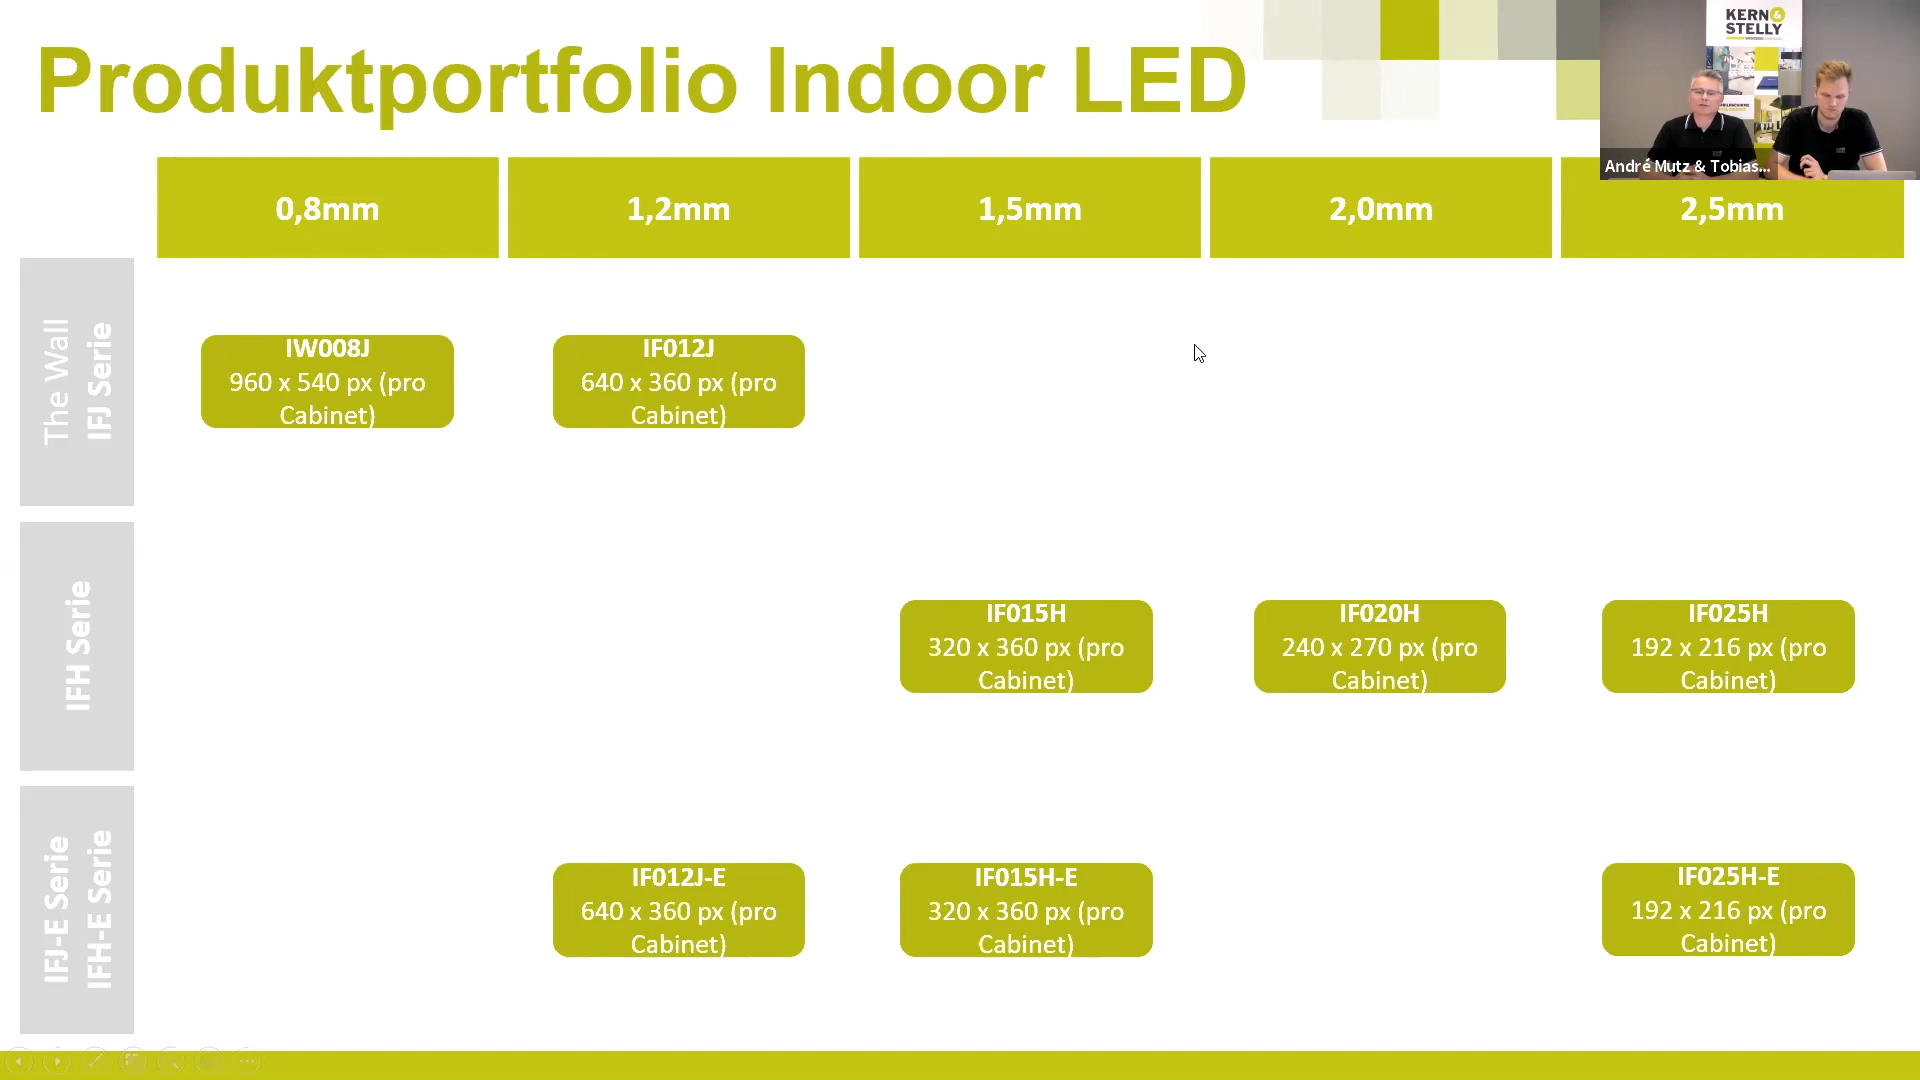 Produktportfolio Indoor LED
KERN &
STELLY
André Mutz & Tobias...
0,8mm
1,2mm
1,5mm
2,0mm
2,5mm
The Wall
IFJ Serie
IW008J
960 x 540 px (pro
Cabinet)
IF012J
640 x 360 px (pro
Cabinet)
IFH Serie
IF015H
320 x 360 px (pro
Cabinet)
IF020H
240 x 270 px (pro
Cabinet)
IF025H
192 x 216 px (pro
Cabinet)
IFJ-E Serie
IFH-E Serie
IF012J-E
640 x 360 px (pro
Cabinet)
IF015H-E
320 x 360 px (pro
Cabinet)
IF025H-E
192 x 216 px (pro
Cabinet)